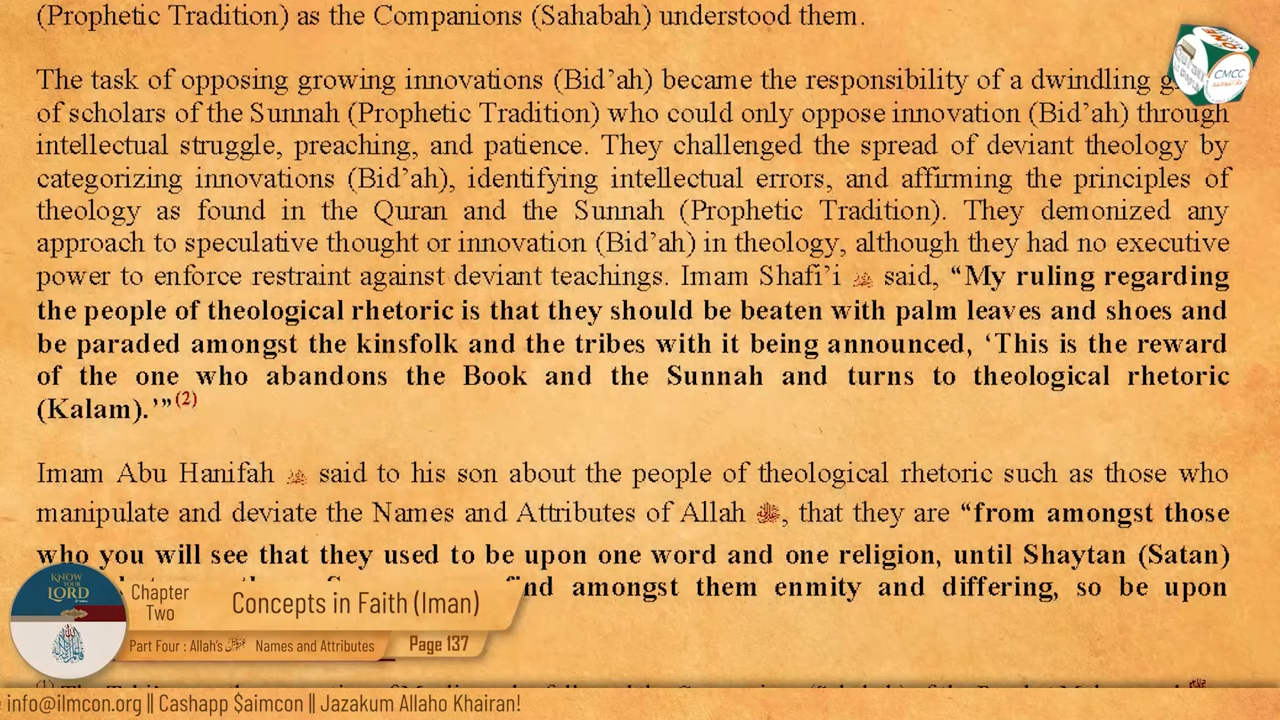 (Prophetic Tradition) as the Companions (Sahabah) understood them.
The task of opposing growing innovations (Bid’ah) became the responsibility of a dwindling
of scholars of the Sunnah (Prophetic Tradition) who could only oppose innovation (Bid’ah) through
intellectual struggle, preaching, and patience. They challenged the spread of deviant theology by
categorizing innovations (Bid’ah), identifying intellectual errors, and affirming the principles of
theology as found in the Quran and the Sunnah (Prophetic Tradition). They demonized any
approach to speculative thought or innovation (Bid’ah) in theology, although they had no executive
power to enforce restraint against deviant teachings. Imam Shafi’i said, “My ruling regarding
the people of theological rhetoric is that they should be beaten with palm leaves and shoes and
be paraded amongst the kinsfolk and the tribes with it being announced, ‘This is the reward
of the one who abandons the Book and the Sunnah and turns to theological rhetoric
(Kalam).’”(2)
Imam Abu Hanifah said to his son about the people of theological rhetoric such as those who
manipulate and deviate the Names and Attributes of Allah ﷻ, that they are “from amongst those
who you will see that they used to be upon one word and one religion, until Shaytan (Satan)
amongst them enmity and differing, so be upon
CMCC
KNOW
YOUR
LORD
Chapter
Two
Concepts in Faith (Iman)
Part Four : Allah’s ﷻ Names and Attributes
Page 137
info@ilmcon.org || Cashapp $aimcon || Jazakum Allaho Khairan!